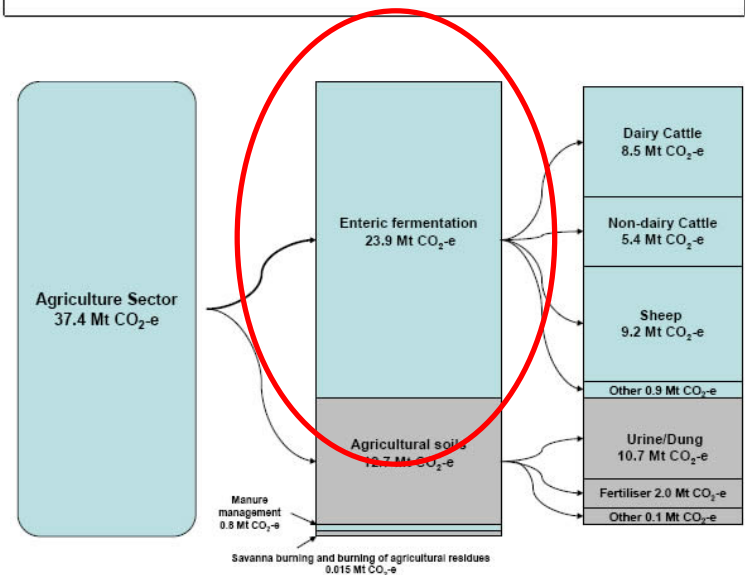 Agriculture Sector
37.4 Mt CO₂-e
Enteric fermentation
23.9 Mt CO₂-e
Agricultural soils
12.7 Mt CO₂-e
Manure
management
0.8 Mt CO₂-e
Savanna burning and burning of agricultural residues
0.015 Mt CO₂-e
Dairy Cattle
8.5 Mt CO₂-e
Non-dairy Cattle
5.4 Mt CO₂-e
Sheep
9.2 Mt CO₂-e
Other 0.9 Mt CO₂-e
Urine/Dung
10.7 Mt CO₂-e
Fertiliser 2.0 Mt CO₂-e
Other 0.1 Mt CO₂-e